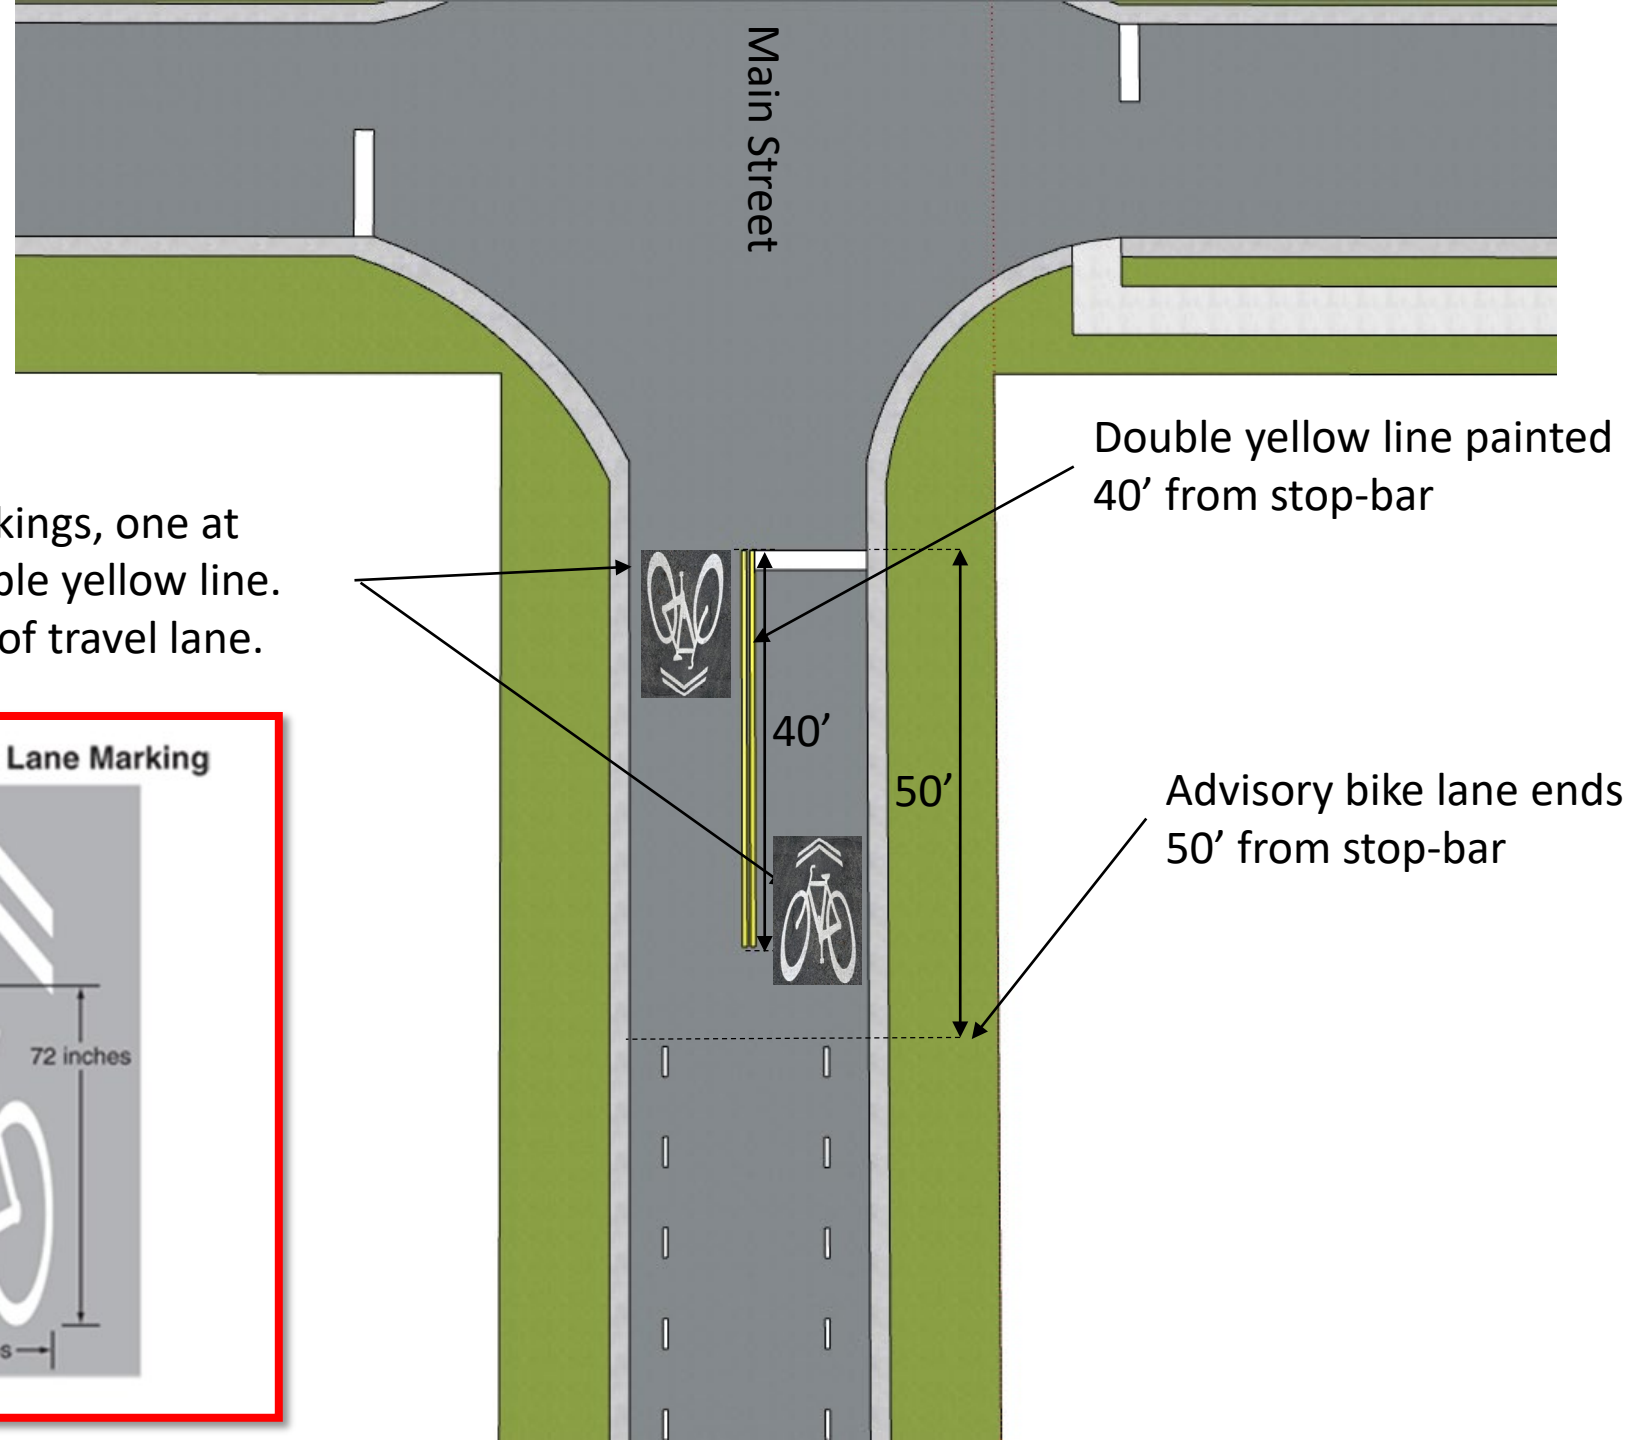 Main Street
Double yellow line painted
40’ from stop-bar
kings, one at
ble yellow line.
of travel lane.
40’
50’
Advisory bike lane ends
50’ from stop-bar
Lane Marking
72 inches
s